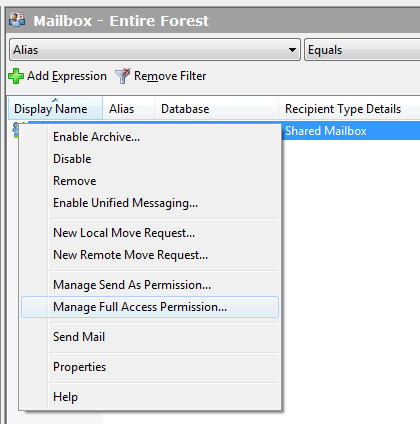 Mailbox - Entire Forest
Alias Equals
Add Expression Remove Filter
Display Name Alias Database Recipient Type Details
Shared Mailbox
Enable Archive...
Disable
Remove
Enable Unified Messaging...
New Local Move Request...
New Remote Move Request...
Manage Send As Permission...
Manage Full Access Permission...
Send Mail
Properties
Help